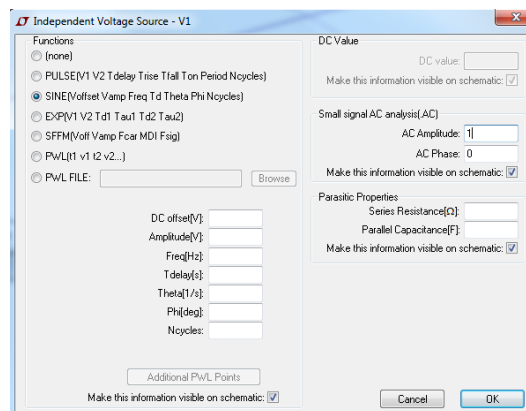 Independent Voltage Source - V1
Functions
(none)
PULSE(V1 V2 Tdelay Trise Tfall Ton Period Ncycles)
SINE(Voffset Vamp Freq Td Theta Phi Ncycles)
EXP(V1 V2 Td1 Tau1 Td2 Tau2)
SFFM(Voff Vamp Fcar MDI Fsig)
PWL(t1 v1 t2 v2...)
PWL FILE:
Browse
DC offset[V]:
Amplitude[V]:
Freq[Hz]:
Tdelay[s]:
Theta[1/s]:
Phi[deg]:
Ncycles:
Additional PWL Points
Make this information visible on schematic:
DC Value
DC value:
Make this information visible on schematic:
Small signal AC analysis(.AC)
AC Amplitude: 1
AC Phase: 0
Make this information visible on schematic:
Parasitic Properties
Series Resistance[Ω]:
Parallel Capacitance[F]:
Make this information visible on schematic:
Cancel
OK